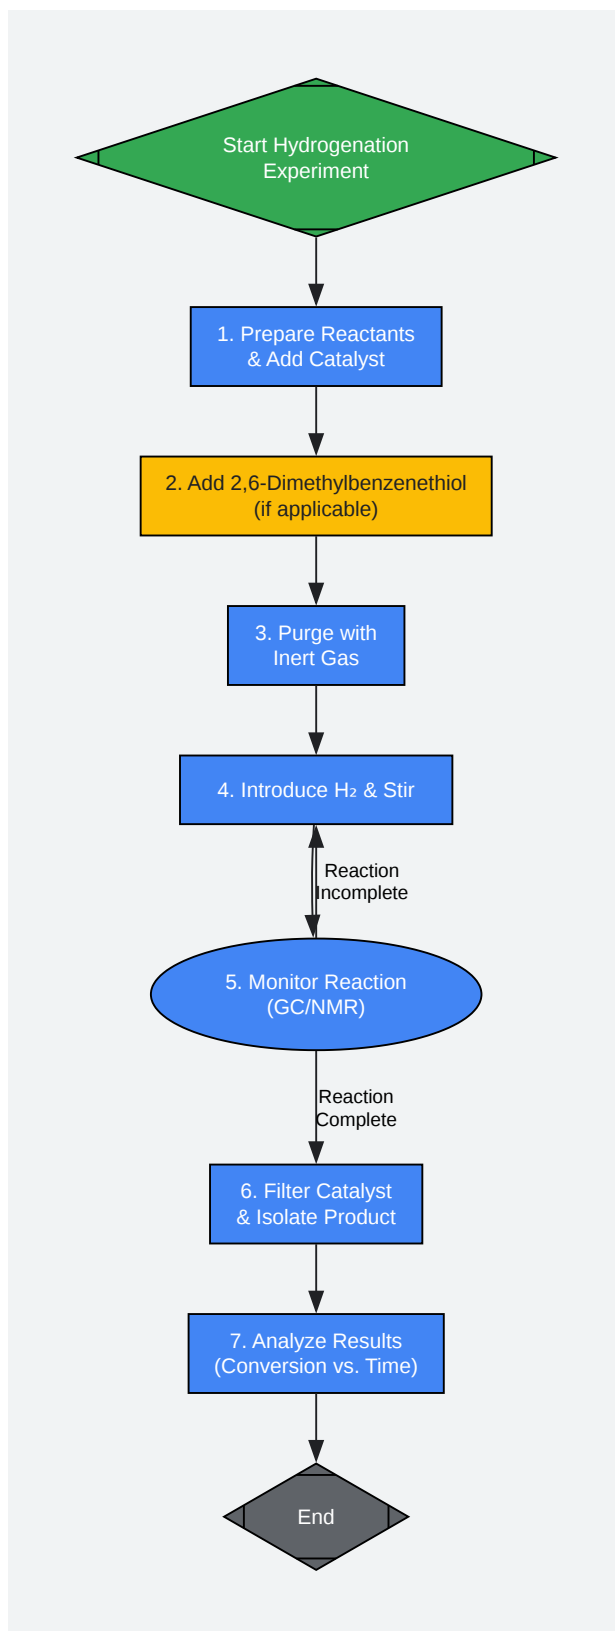 Start Hydrogenation
Experiment
1. Prepare Reactants
& Add Catalyst
2. Add 2,6-Dimethylbenzenethiol
(if applicable)
3. Purge with
Inert Gas
4. Introduce H₂ & Stir
Reaction
Incomplete
5. Monitor Reaction
(GC/NMR)
Reaction
Complete
6. Filter Catalyst
& Isolate Product
7. Analyze Results
(Conversion vs. Time)
End